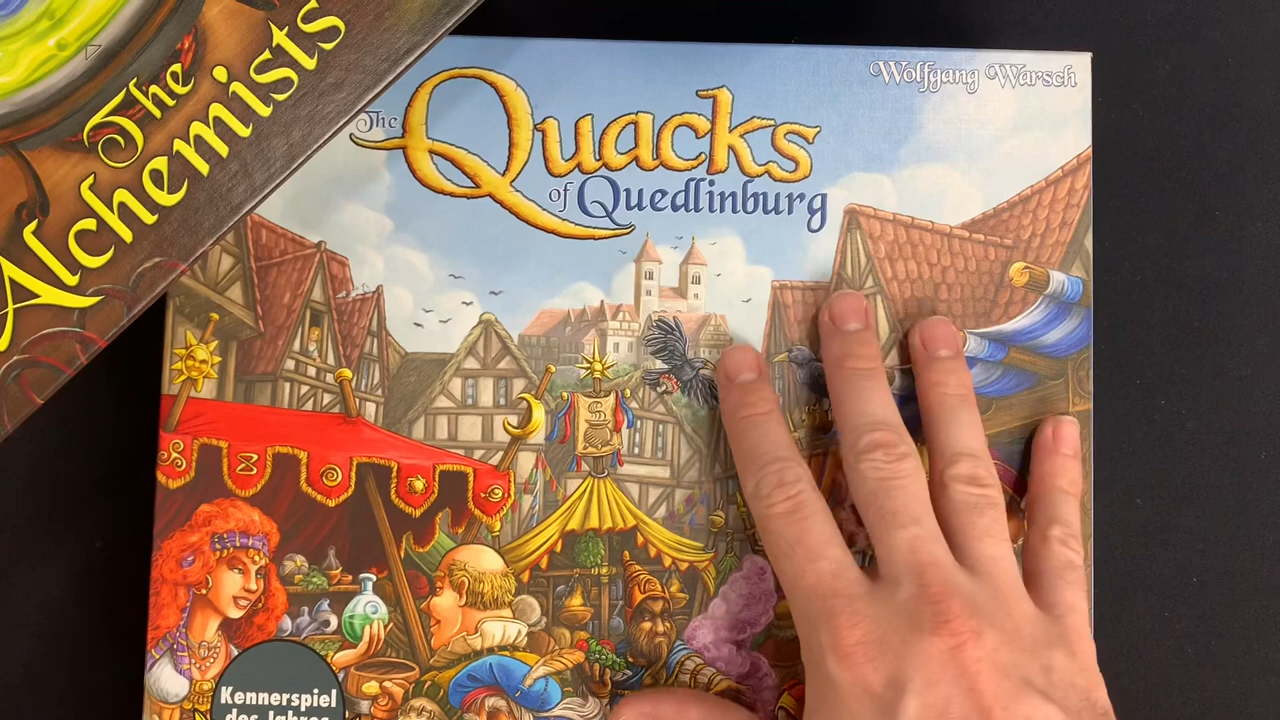 The
Alchemists
Wolfgang Warsch
The
Quacks
of Quedlinburg
Kennerspiel
des Jahres